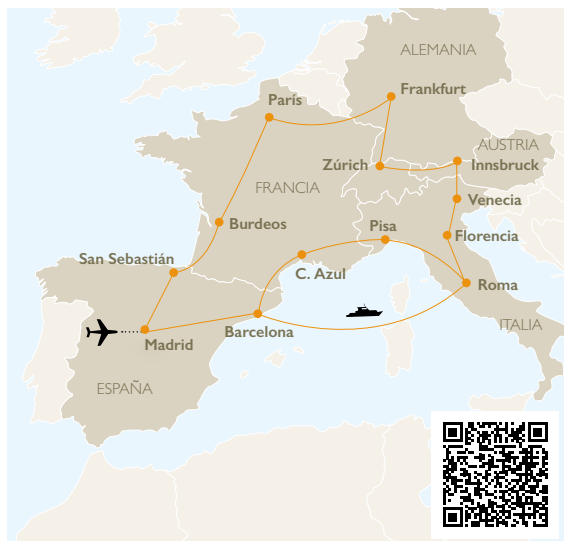 ALEMANIA
Frankfurt
París
AUSTRIA
Zúrich
Innsbruck
FRANCIA
Venecia
Burdeos
Pisa
Florencia
San Sebastián
C. Azul
Roma
Barcelona
ITALIA
Madrid
ESPAÑA